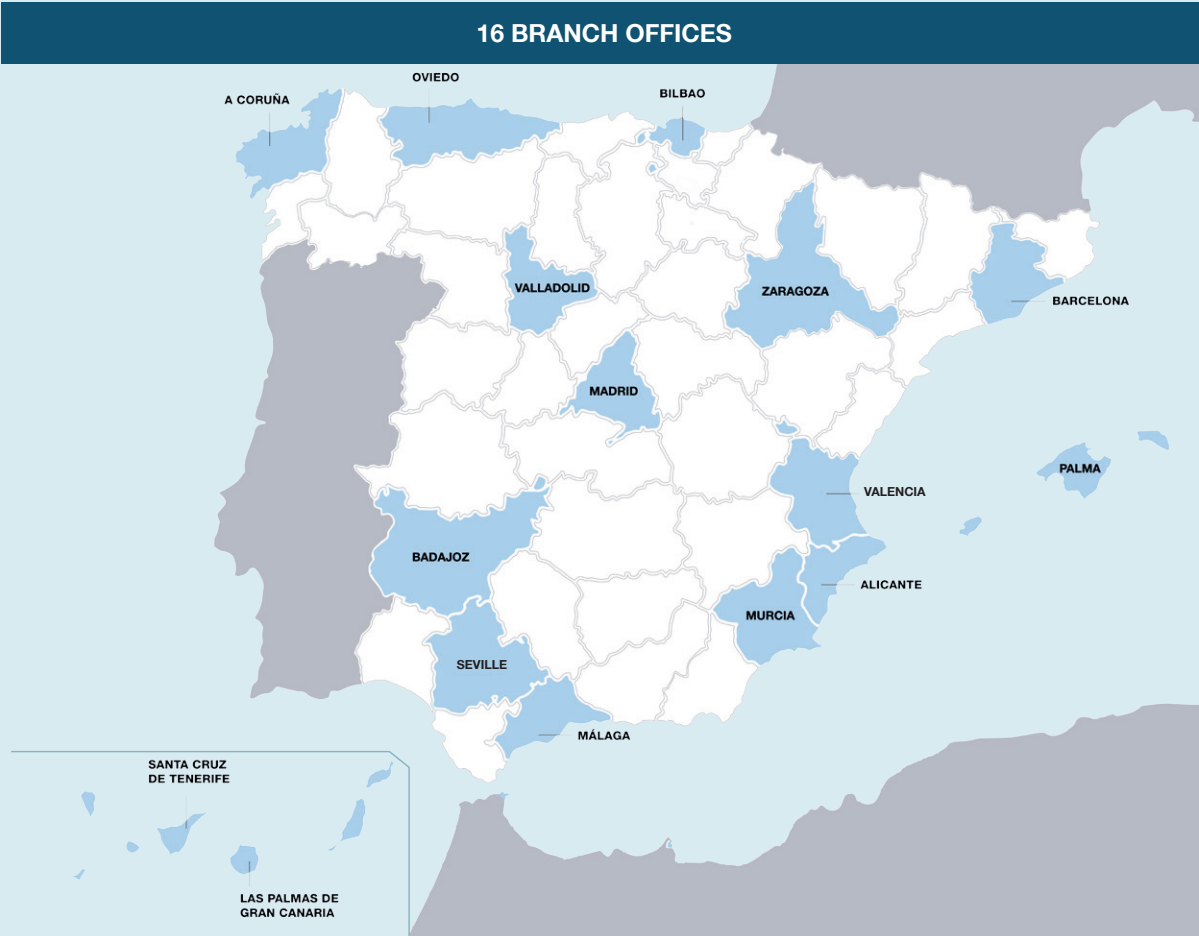 16 BRANCH OFFICES
OVIEDO
A CORUÑA
BILBAO
VALLADOLID
ZARAGOZA
BARCELONA
MADRID
PALMA
VALENCIA
BADAJOZ
ALICANTE
MURCIA
SEVILLE
MÁLAGA
SANTA CRUZ
DE TENERIFE
LAS PALMAS DE
GRAN CANARIA